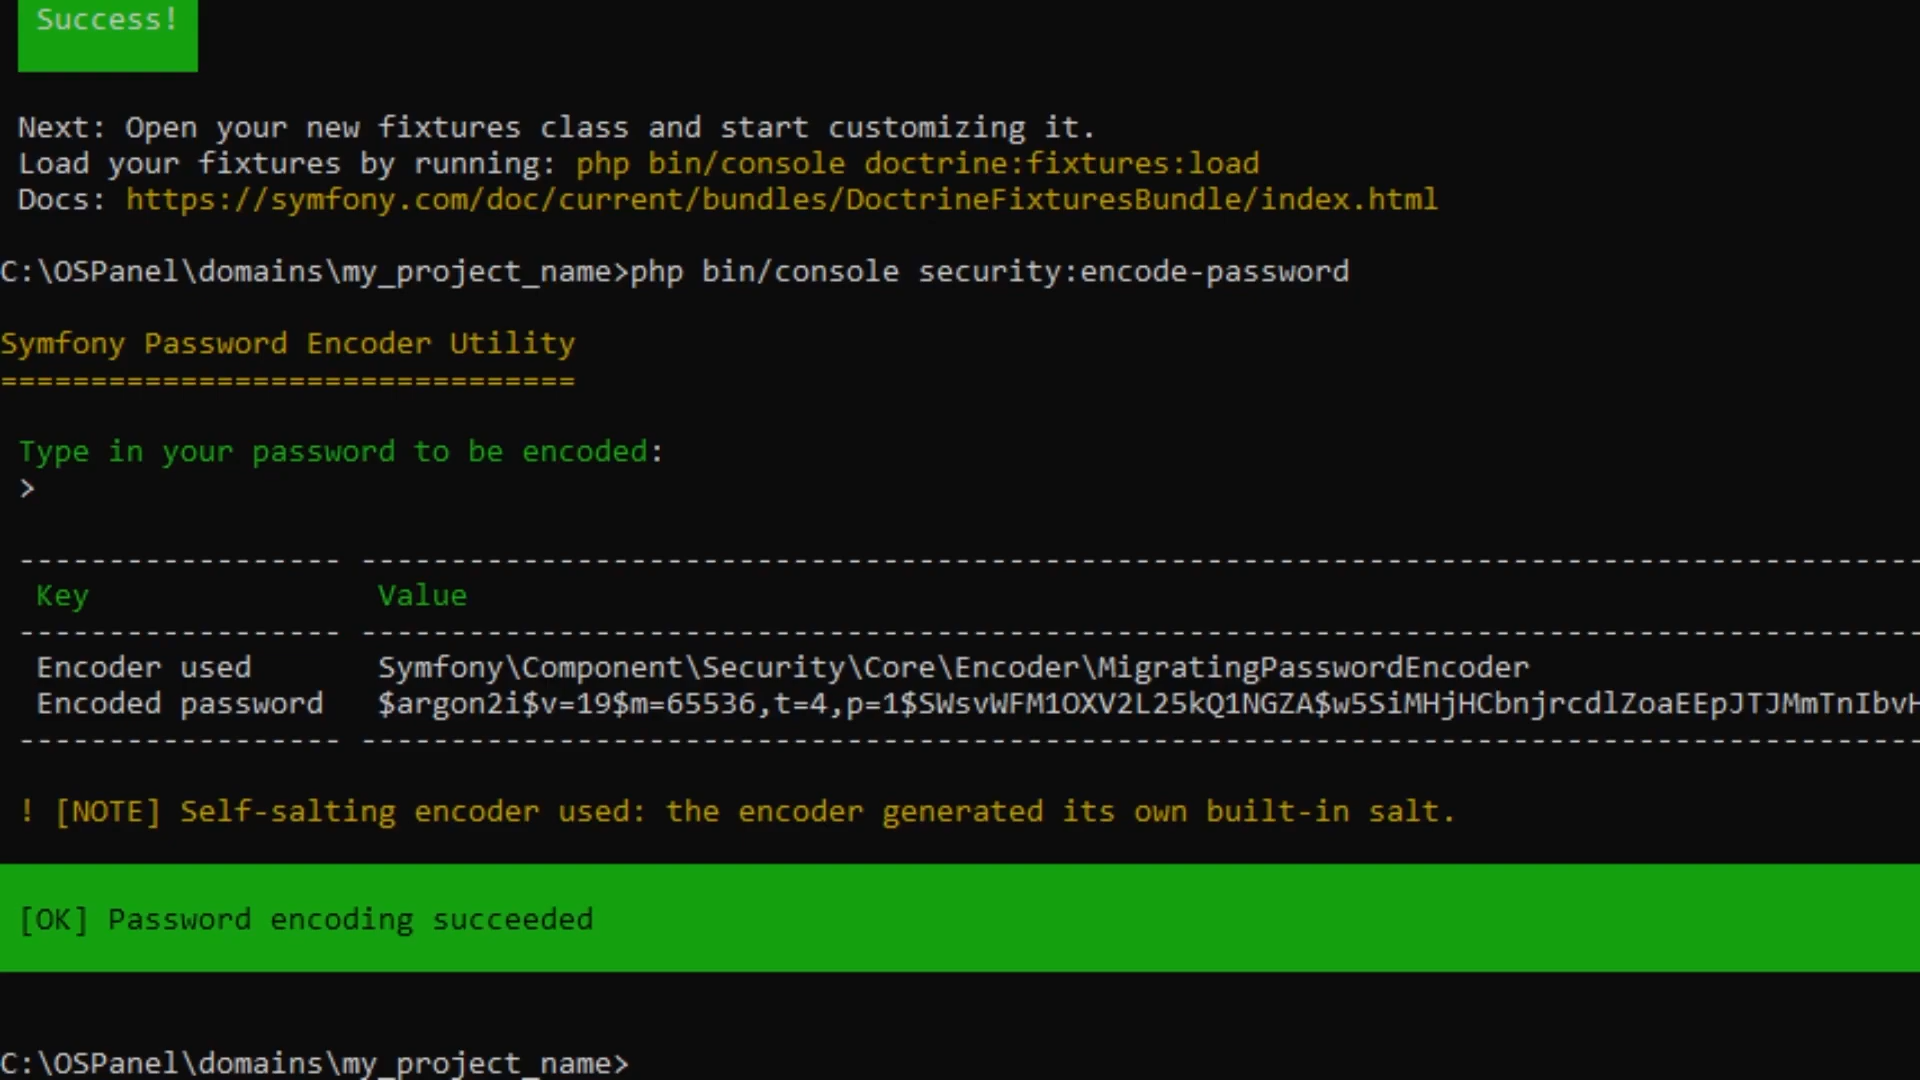 Success!
Next: Open your new fixtures class and start customizing it.
Load your fixtures by running: php bin/console doctrine:fixtures:load
Docs: https://symfony.com/doc/current/bundles/DoctrineFixturesBundle/index.html
C:\OSPanel\domains\my_project_name>php bin/console security:encode-password
Symfony Password Encoder Utility
================================
Type in your password to be encoded:
>
------------------ --------------------------------------------------------------------------------------
Key Value
------------------ --------------------------------------------------------------------------------------
Encoder used Symfony\Component\Security\Core\Encoder\MigratingPasswordEncoder
Encoded password $argon2i$v=19$m=65536,t=4,p=1$SWsvWFM1OXV2L25kQ1NGZA$w5SiMHjHCbnjrcdlZoaEEpJTJMmTnIbvH
------------------ --------------------------------------------------------------------------------------
! [NOTE] Self-salting encoder used: the encoder generated its own built-in salt.
[OK] Password encoding succeeded
C:\OSPanel\domains\my_project_name>